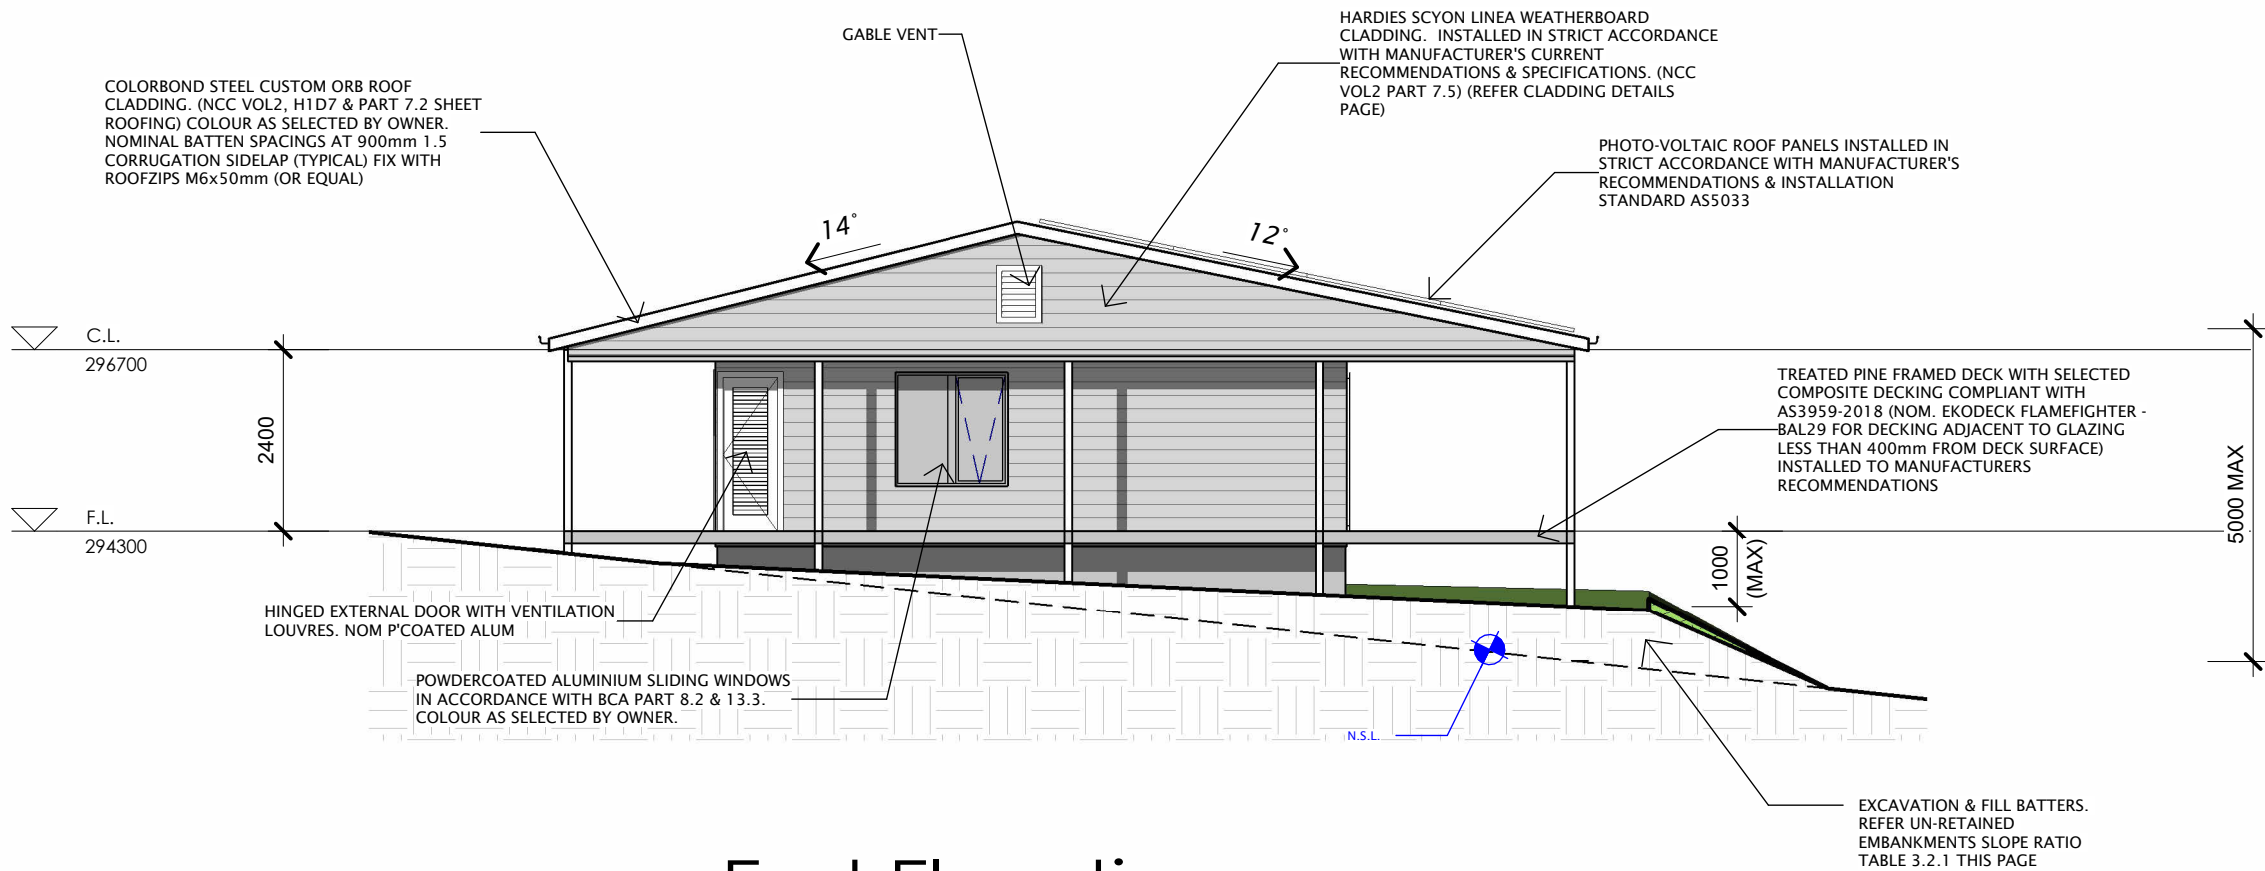 GABLE VENT
HARDIES SCYON LINEA WEATHERBOARD
CLADDING. INSTALLED IN STRICT ACCORDANCE
WITH MANUFACTURER'S CURRENT
RECOMMENDATIONS & SPECIFICATIONS. (NCC
VOL2 PART 7.5) (REFER CLADDING DETAILS
PAGE)
COLORBOND STEEL CUSTOM ORB ROOF
CLADDING. (NCC VOL2, H1D7 & PART 7.2 SHEET
ROOFING) COLOUR AS SELECTED BY OWNER.
NOMINAL BATTEN SPACINGS AT 900mm 1.5
CORRUGATION SIDELAP (TYPICAL) FIX WITH
ROOFZIPS M6x50mm (OR EQUAL)
PHOTO-VOLTAIC ROOF PANELS INSTALLED IN
STRICT ACCORDANCE WITH MANUFACTURER'S
RECOMMENDATIONS & INSTALLATION
STANDARD AS5033
14°
12°
C.L.
296700
2400
F.L.
294300
TREATED PINE FRAMED DECK WITH SELECTED
COMPOSITE DECKING COMPLIANT WITH
AS3959-2018 (NOM. EKODECK FLAMEFIGHTER -
BAL29 FOR DECKING ADJACENT TO GLAZING
LESS THAN 400mm FROM DECK SURFACE)
INSTALLED TO MANUFACTURERS
RECOMMENDATIONS
5000 MAX
1000
(MAX)
HINGED EXTERNAL DOOR WITH VENTILATION
LOUVRES. NOM P'COATED ALUM
POWDERCOATED ALUMINIUM SLIDING WINDOWS
IN ACCORDANCE WITH BCA PART 8.2 & 13.3.
COLOUR AS SELECTED BY OWNER.
N.S.L.
EXCAVATION & FILL BATTERS.
REFER UN-RETAINED
EMBANKMENTS SLOPE RATIO
TABLE 3.2.1 THIS PAGE